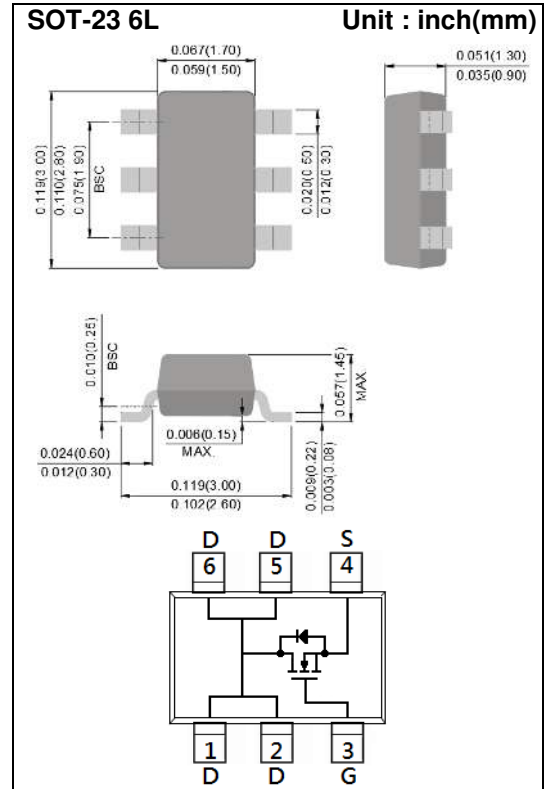 SOT-23 6L Unit : inch(mm)
0.067(1.70)
0.059(1.50)
0.051(1.30)
0.035(0.90)
0.119(3.00)
0.110(2.80)
0.075(1.90)
BSC
0.020(0.50)
0.012(0.30)
0.010(0.25)
BSC
0.057(1.45)
MAX
0.006(0.15)
MAX.
0.024(0.60)
0.012(0.30)
0.009(0.22)
0.003(0.08)
0.119(3.00)
0.102(2.60)
D D S
6 5 4
1 2 3
D D G